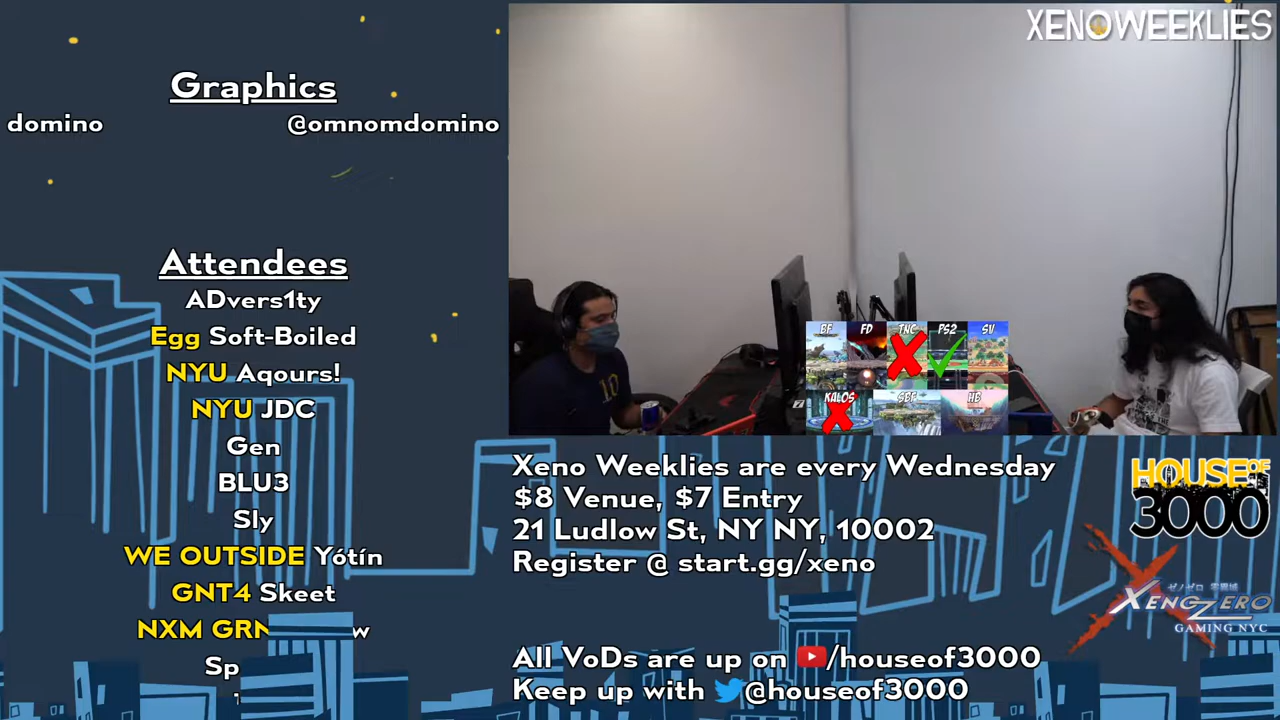 XENOWEEKLIES
Graphics
domino @omnomdomino
Attendees
ADvers1ty
Egg Soft-Boiled
NYU Aqours!
NYU JDC
Gen
BLU3
Sly
WE OUTSIDE Yótín
GNT4 Skeet
NXM
BF FD TNC PS2 SV
KALOS SBF HB
10
Xeno Weeklies are every Wednesday
$8 Venue, $7 Entry
21 Ludlow St, NY NY, 10002
Register @ start.gg/xeno
All VoDs are up on /houseof3000
Keep up with @houseof3000
HOUSE OF
3000
XENOZERO
GAMING NYC